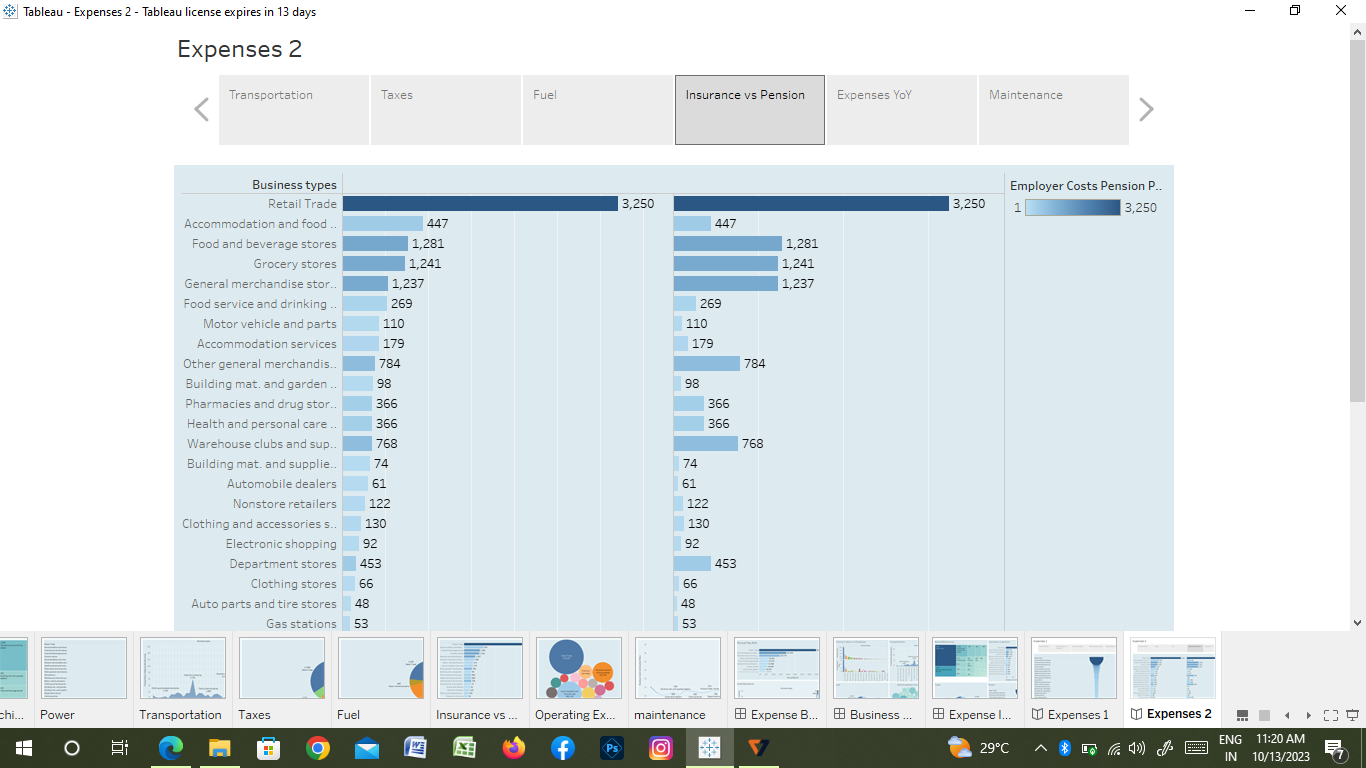 Tableau - Expenses 2 - Tableau license expires in 13 days
Expenses 2
Transportation
Taxes
Fuel
Insurance vs Pension
Expenses YoY
Maintenance
Business types
Employer Costs Pension P..
1 3,250
Retail Trade 3,250 3,250
Accommodation and food .. 447 447
Food and beverage stores 1,281 1,281
Grocery stores 1,241 1,241
General merchandise stor.. 1,237 1,237
Food service and drinking .. 269 269
Motor vehicle and parts 110 110
Accommodation services 179 179
Other general merchandis.. 784 784
Building mat. and garden .. 98 98
Pharmacies and drug stor.. 366 366
Health and personal care .. 366 366
Warehouse clubs and sup.. 768 768
Building mat. and supplie.. 74 74
Automobile dealers 61 61
Nonstore retailers 122 122
Clothing and accessories s.. 130 130
Electronic shopping 92 92
Department stores 453 453
Clothing stores 66 66
Auto parts and tire stores 48 48
Gas stations 53 53
chi...
Power
Transportation
Taxes
Fuel
Insurance vs ...
Operating Ex...
maintenance
Expense B...
Business ...
Expense I...
Expenses 1
Expenses 2
29°C
ENG
IN
11:20 AM
10/13/2023
7